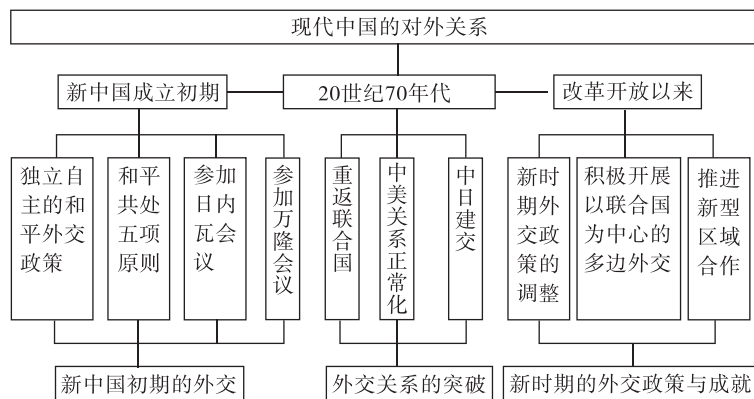 现代中国的对外关系
新中国成立初期
20世纪70年代
改革开放以来
独立自
主的和
平外交
政策
和平
共处
五项
原则
参加
日内
瓦会
议
参加万隆会议
重返联合国
中美关系正常化
中日建交
新时
期外
交政
策的
调整
积极开展
以联合国
为中心的
多边外交
推进
新型
区域
合作
新中国初期的外交
外交关系的突破
新时期的外交政策与成就